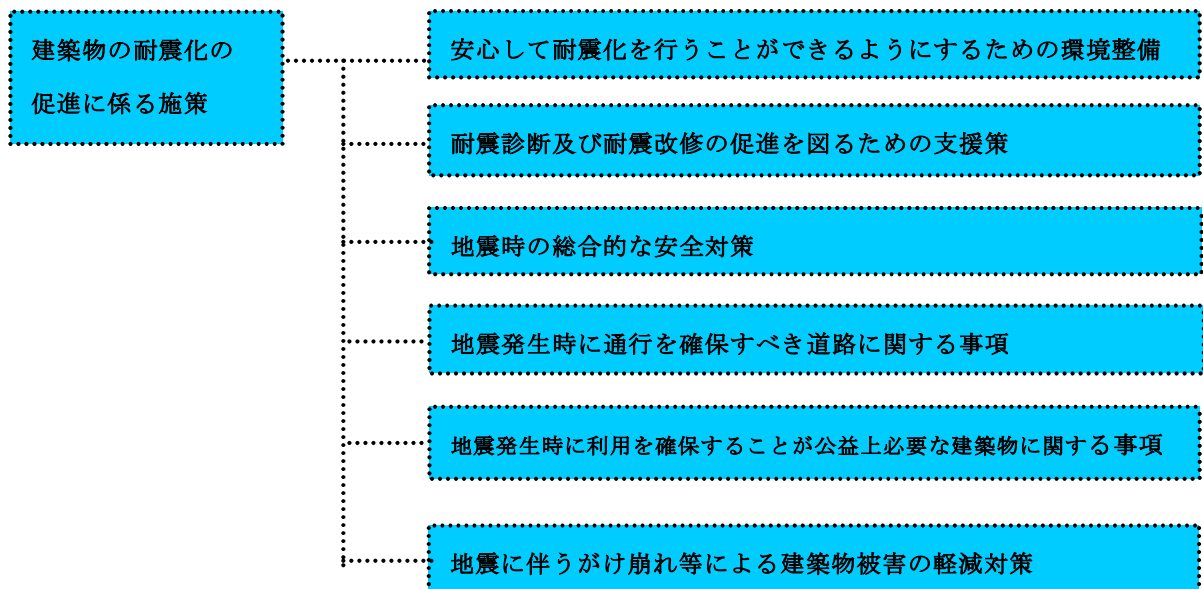 建築物の耐震化の
促進に係る施策
安心して耐震化を行うことができるようにするための環境整備
耐震診断及び耐震改修の促進を図るための支援策
地震時の総合的な安全対策
地震発生時に通行を確保すべき道路に関する事項
地震発生時に利用を確保することが公益上必要な建築物に関する事項
地震に伴うがけ崩れ等による建築物被害の軽減対策